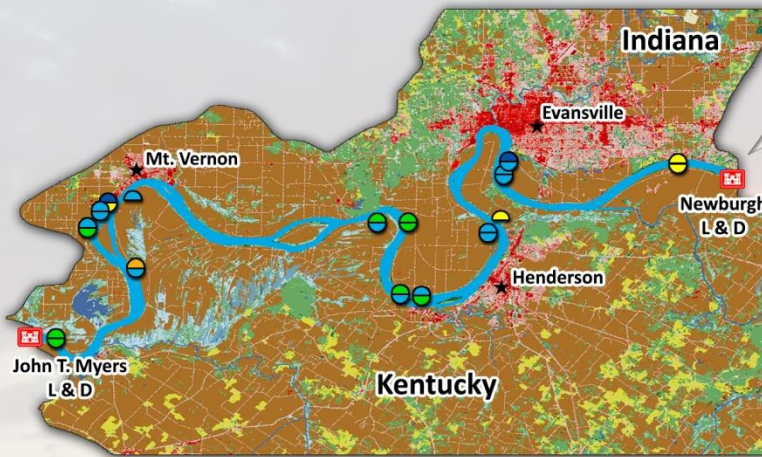 Indiana
Evansville
Mt. Vernon
Newburgh
L & D
Henderson
John T. Myers
L & D
Kentucky